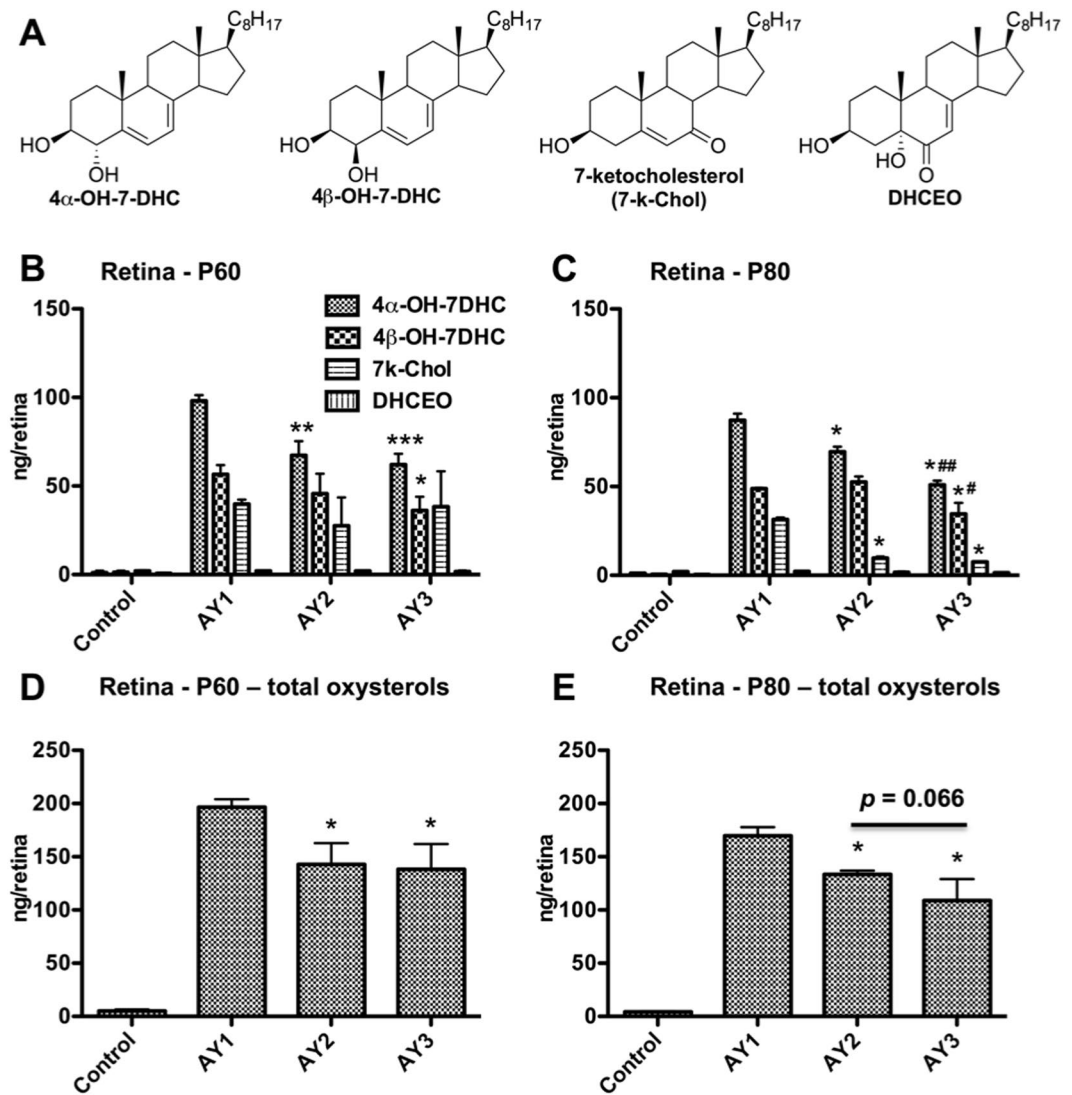 A
C8H17
C8H17
C8H17
C8H17
HO
OH
4α-OH-7-DHC
HO
OH
4β-OH-7-DHC
HO
O
7-ketocholesterol
(7-k-Chol)
HO
HO
O
DHCEO
B Retina - P60
4α-OH-7DHC
4β-OH-7DHC
7k-Chol
DHCEO
ng/retina
150
100
50
0
**
***
*
Control
AY1
AY2
AY3
C Retina - P80
ng/retina
150
100
50
0
*
*
*##
*#
*
Control
AY1
AY2
AY3
D Retina - P60 – total oxysterols
ng/retina
250
200
150
100
50
0
*
*
Control
AY1
AY2
AY3
E Retina - P80 – total oxysterols
ng/retina
250
200
150
100
50
0
p = 0.066
*
*
Control
AY1
AY2
AY3